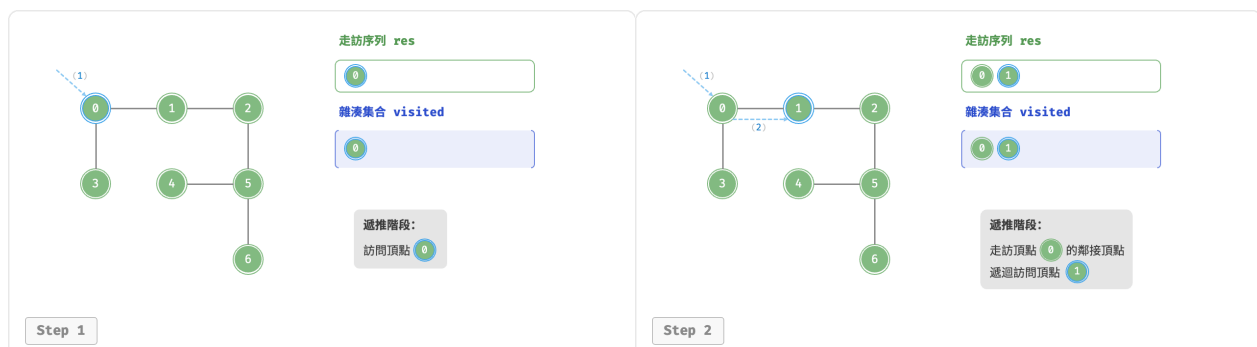 走訪序列 res
0
雜湊集合 visited
0
(1)
0 1 2
3 4 5
6
遞推階段：
訪問頂點 0
Step 1
走訪序列 res
0 1
雜湊集合 visited
0 1
(1)
0 1 2
(2)
3 4 5
6
遞推階段：
走訪頂點 0 的鄰接頂點
遞迴訪問頂點 1
Step 2